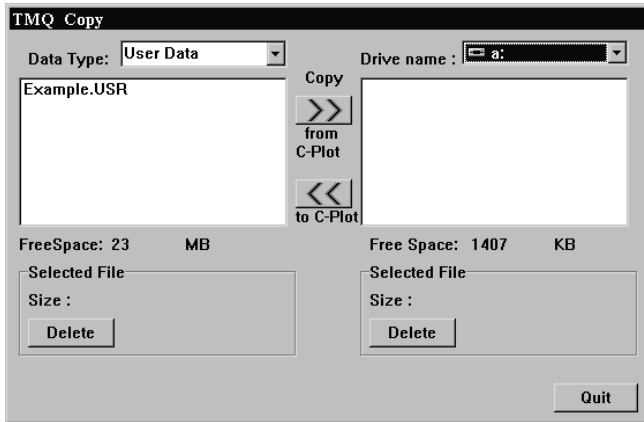 TMQ Copy
Data Type: User Data
Drive name : a:
Example.USR
Copy
>>
from
C-Plot
<<
to C-Plot
FreeSpace: 23 MB
Free Space: 1407 KB
Selected File
Size :
Delete
Selected File
Size :
Delete
Quit